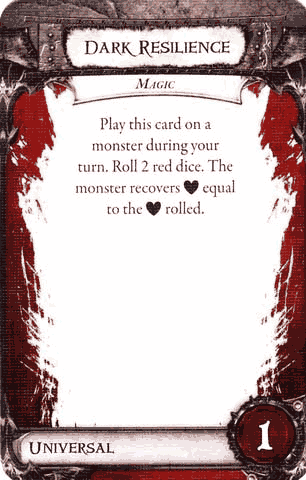 DARK RESILIENCE
MAGIC
Play this card on a
monster during your
turn. Roll 2 red dice. The
monster recovers ♥ equal
to the ♥ rolled.
UNIVERSAL
1